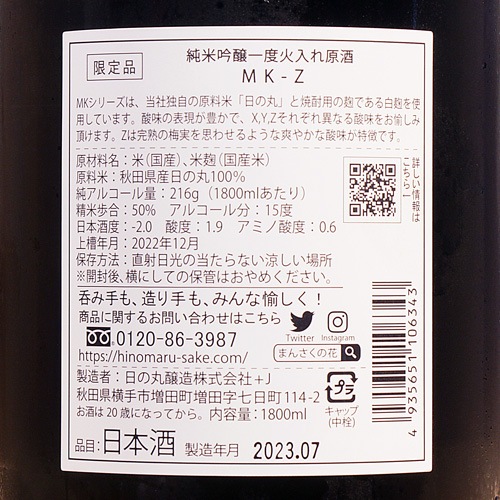 限定品
純米吟醸一度火入れ原酒
MK-Z
MKシリーズは、当社独自の原料米「日の丸」と焼酎用の麹である白麹を使
用しています。酸味の表現が豊かで、X,Y,Zそれぞれ異なる酸味をお愉しみ
頂けます。Zは完熟の梅実を思わせるような爽やかな酸味が特徴です。
原材料名：米（国産）、米麹（国産米）
原料米：秋田県産日の丸100%
純アルコール量：216g（1800mlあたり）
精米歩合：50% アルコール分：15度
日本酒度：-2.0 酸度：1.9 アミノ酸度：0.6
上槽年月：2022年12月
保存方法：直射日光の当たらない涼しい場所
※開封後、横にしての保管はおやめください。
詳しい情報は
こちら！
呑み手も、造り手も、みんな愉しく！
商品に関するお問い合わせはこちら
0120-86-3987
https://hinomaru-sake.com/
Twitter
Instagram
まんさくの花
製造者：日の丸醸造株式会社+J
秋田県横手市増田町増田字七日町114-2
お酒は20歳になってから。内容量：1800ml
プラ
キャップ
(中栓)
品目：日本酒 製造年月 2023.07
4 935651 106343